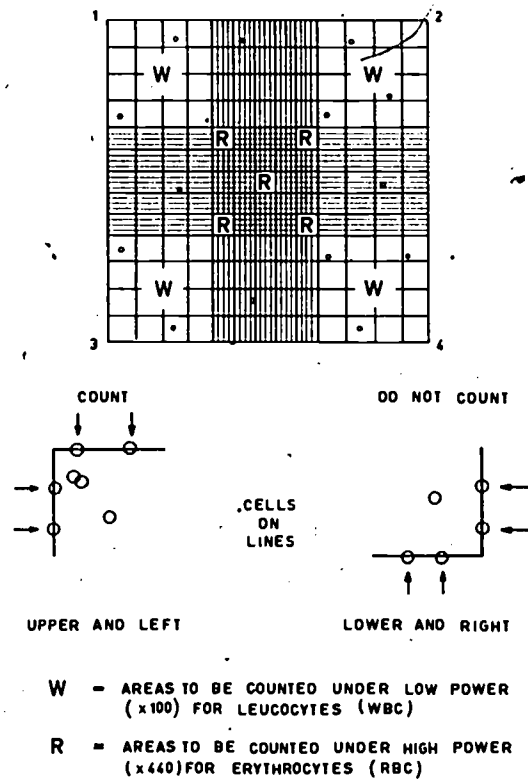 1 2
W W
R R
R
R R
W W
3 4
COUNT DO NOT COUNT
CELLS
ON
LINES
UPPER AND LEFT LOWER AND RIGHT
W = AREAS TO BE COUNTED UNDER LOW POWER
(x100) FOR LEUCOCYTES (WBC)
R = AREAS TO BE COUNTED UNDER HIGH POWER
(x440) FOR ERYTHROCYTES (RBC)